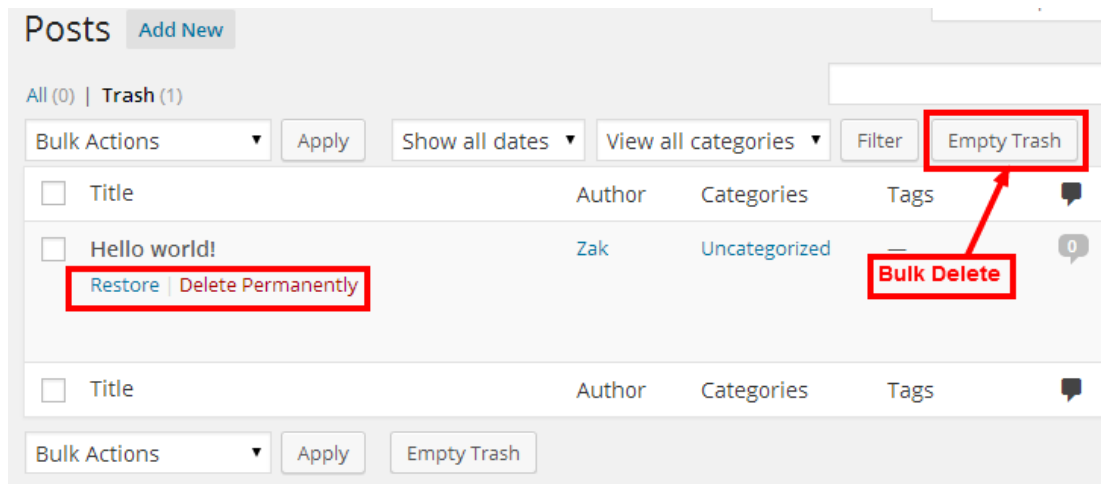 Posts Add New
All (0) | Trash (1)
Bulk Actions Apply Show all dates View all categories Filter Empty Trash
Title Author Categories Tags
Hello world! Zak Uncategorized — 0
Restore | Delete Permanently
Bulk Delete
Title Author Categories Tags
Bulk Actions Apply Empty Trash